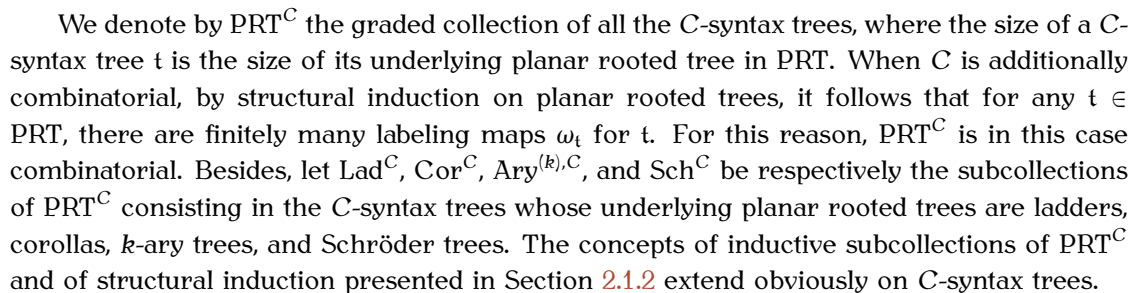 We denote by PRT^C the graded collection of all the C-syntax trees, where the size of a C-
syntax tree 𝔱 is the size of its underlying planar rooted tree in PRT. When C is additionally
combinatorial, by structural induction on planar rooted trees, it follows that for any 𝔱 ∈
PRT, there are finitely many labeling maps ω_𝔱 for 𝔱. For this reason, PRT^C is in this case
combinatorial. Besides, let Lad^C, Cor^C, Ary^{(k),C}, and Sch^C be respectively the subcollections
of PRT^C consisting in the C-syntax trees whose underlying planar rooted trees are ladders,
corollas, k-ary trees, and Schröder trees. The concepts of inductive subcollections of PRT^C
and of structural induction presented in Section 2.1.2 extend obviously on C-syntax trees.